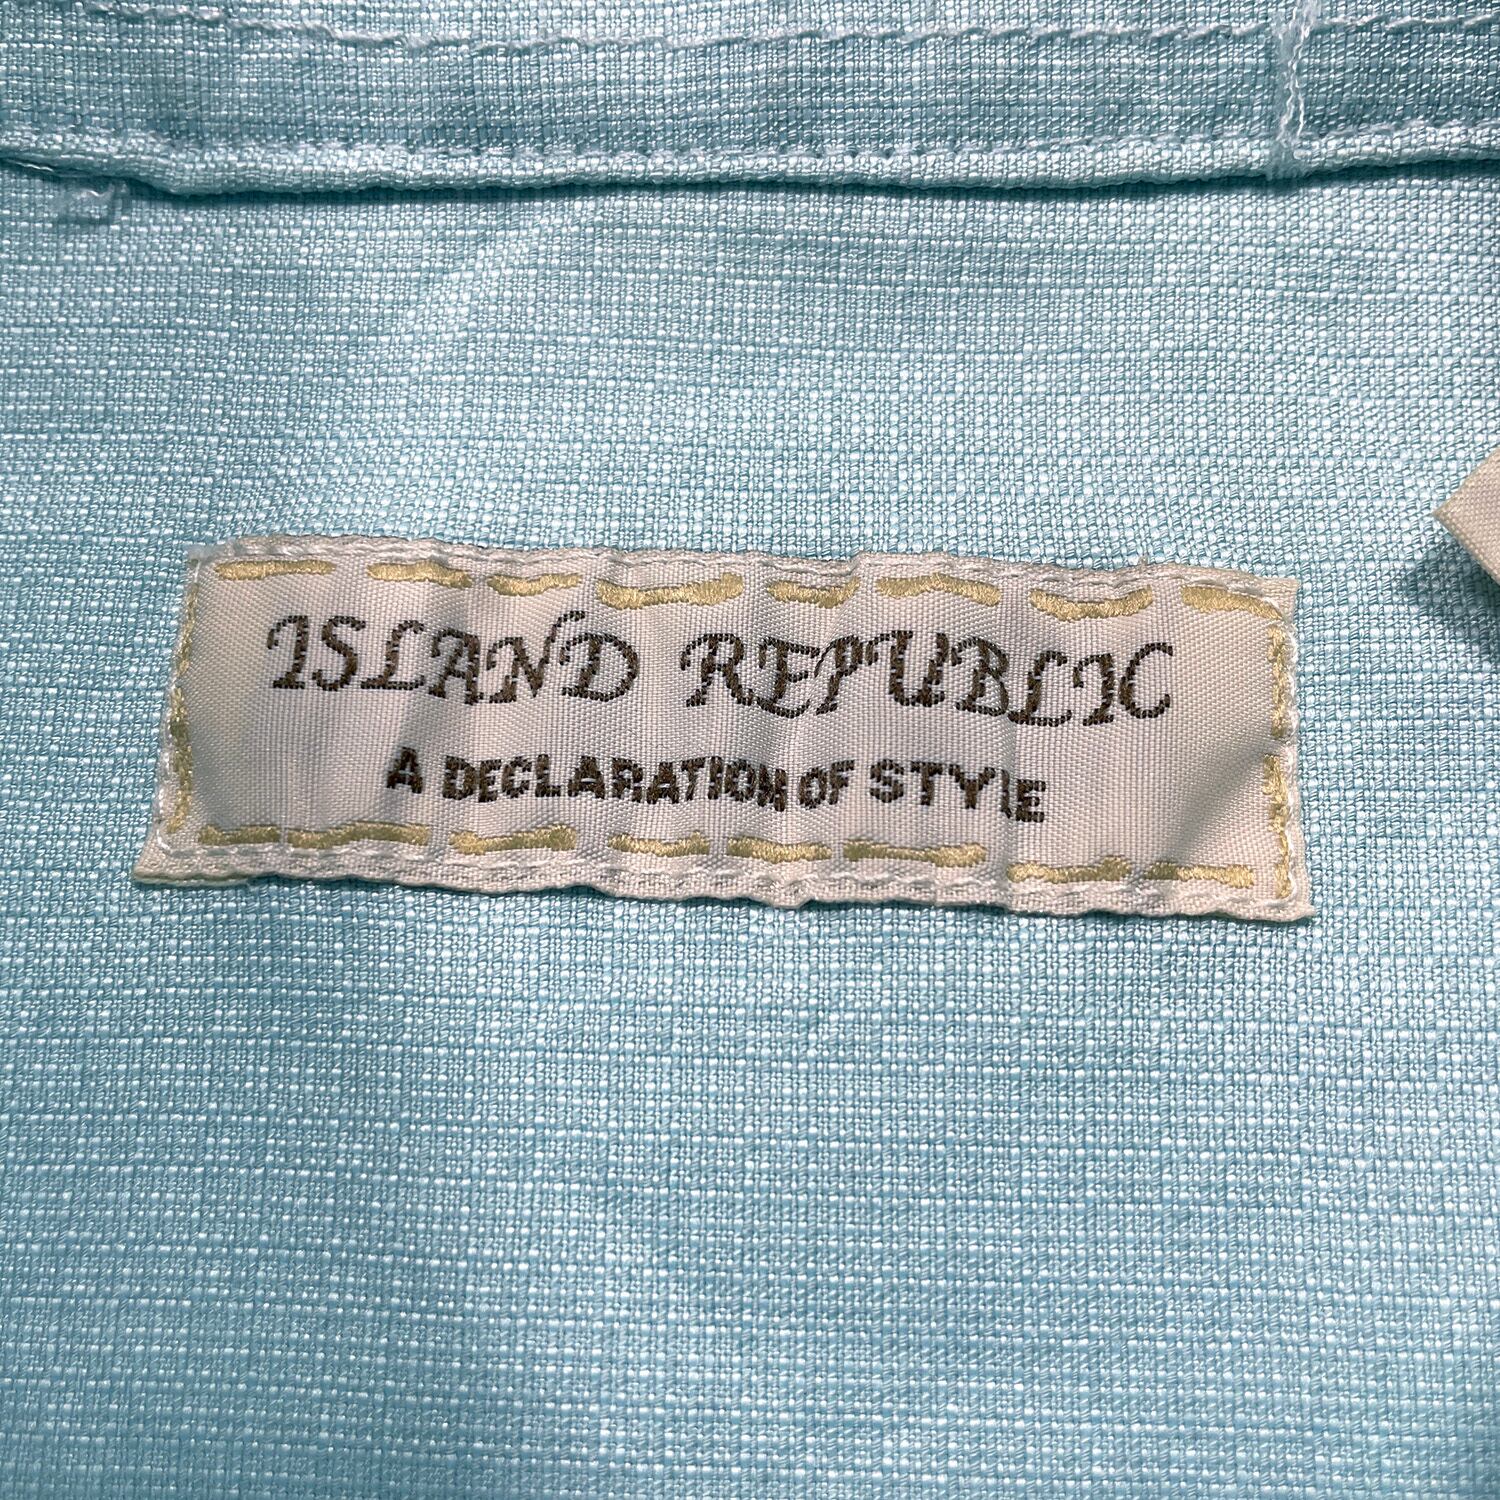 ISLAND REPUBLIC
A DECLARATION OF STYLE